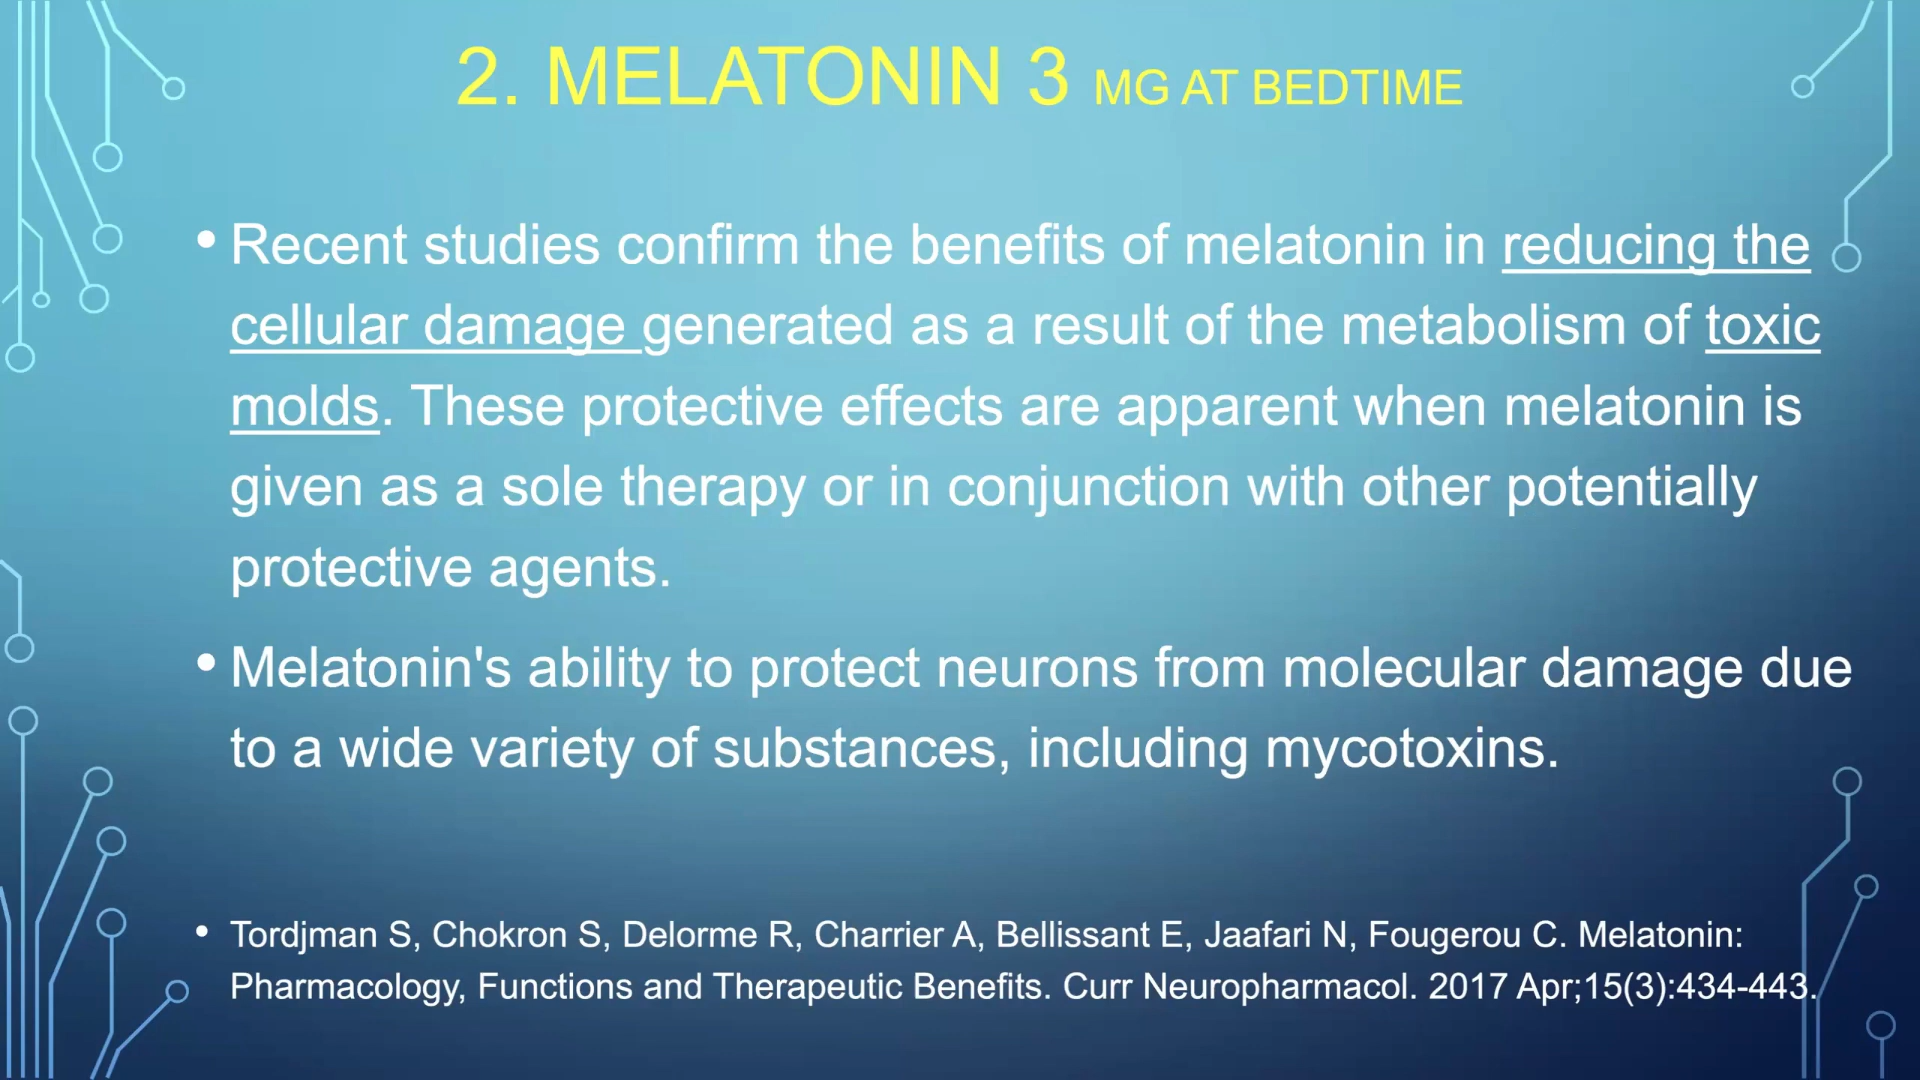 2. MELATONIN 3 MG AT BEDTIME
• Recent studies confirm the benefits of melatonin in reducing the
cellular damage generated as a result of the metabolism of toxic
molds. These protective effects are apparent when melatonin is
given as a sole therapy or in conjunction with other potentially
protective agents.
• Melatonin's ability to protect neurons from molecular damage due
to a wide variety of substances, including mycotoxins.
• Tordjman S, Chokron S, Delorme R, Charrier A, Bellissant E, Jaafari N, Fougerou C. Melatonin:
Pharmacology, Functions and Therapeutic Benefits. Curr Neuropharmacol. 2017 Apr;15(3):434-443.